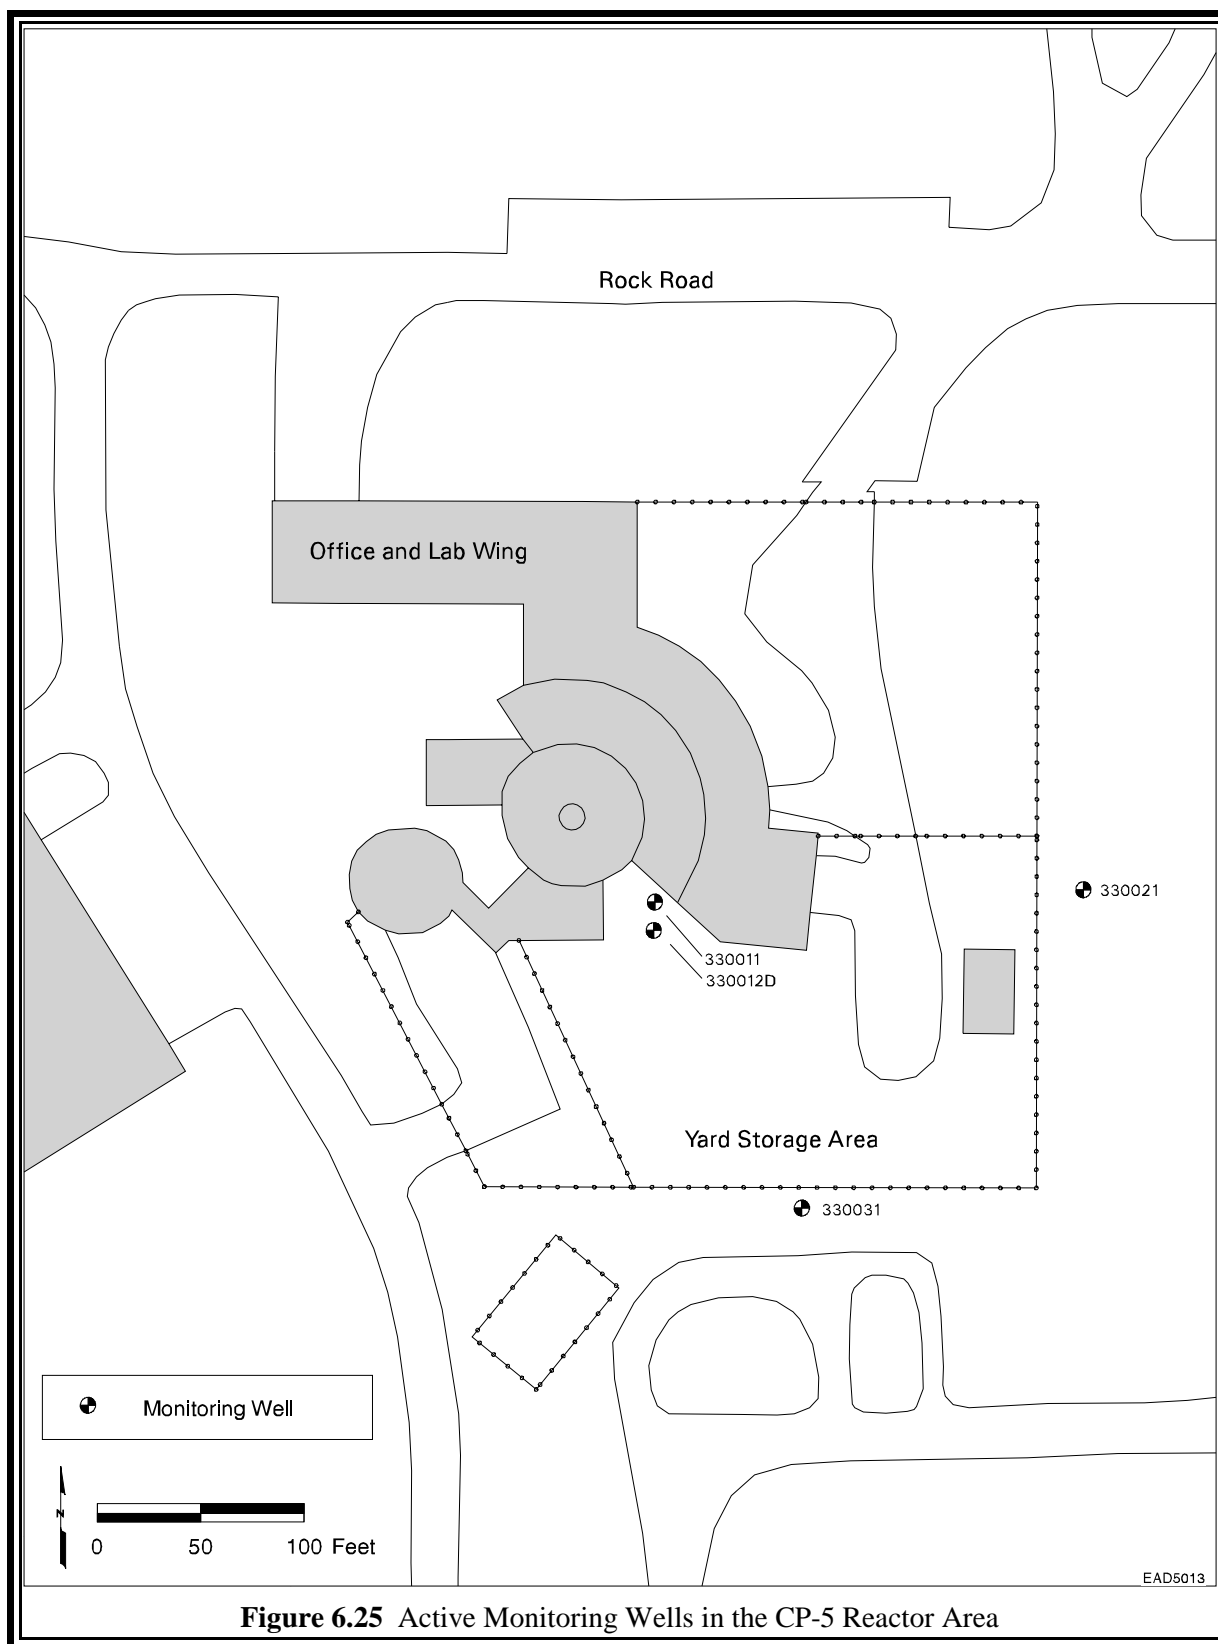 Rock Road
Office and Lab Wing
330021
330011
330012D
Yard Storage Area
330031
Monitoring Well
N
0 50 100 Feet
EAD5013
Figure 6.25 Active Monitoring Wells in the CP-5 Reactor Area